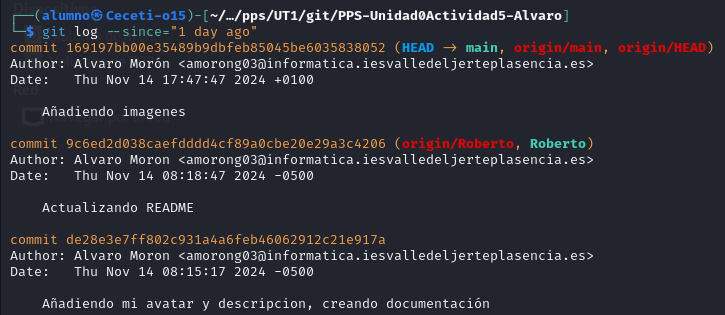 ┌──(alumno㉿Ceceti-o15)-[~/…/pps/UT1/git/PPS-Unidad0Actividad5-Alvaro]
└─$ git log --since="1 day ago"
commit 169197bb00e35489b9dbfeb85045be6035838052 (HEAD -> main, origin/main, origin/HEAD)
Author: Alvaro Morón <amorong03@informatica.iesvalledeljerteplasencia.es>
Date:   Thu Nov 14 17:47:47 2024 +0100
    Añadiendo imagenes
commit 9c6ed2d038caefdddd4cf89a0cbe20e29a3c4206 (origin/Roberto, Roberto)
Author: Alvaro Moron <amorong03@informatica.iesvalledeljerteplasencia.es>
Date:   Thu Nov 14 08:18:47 2024 -0500
    Actualizando README
commit de28e3e7ff802c931a4a6feb46062912c21e917a
Author: Alvaro Moron <amorong03@informatica.iesvalledeljerteplasencia.es>
Date:   Thu Nov 14 08:15:17 2024 -0500
    Añadiendo mi avatar y descripcion, creando documentación